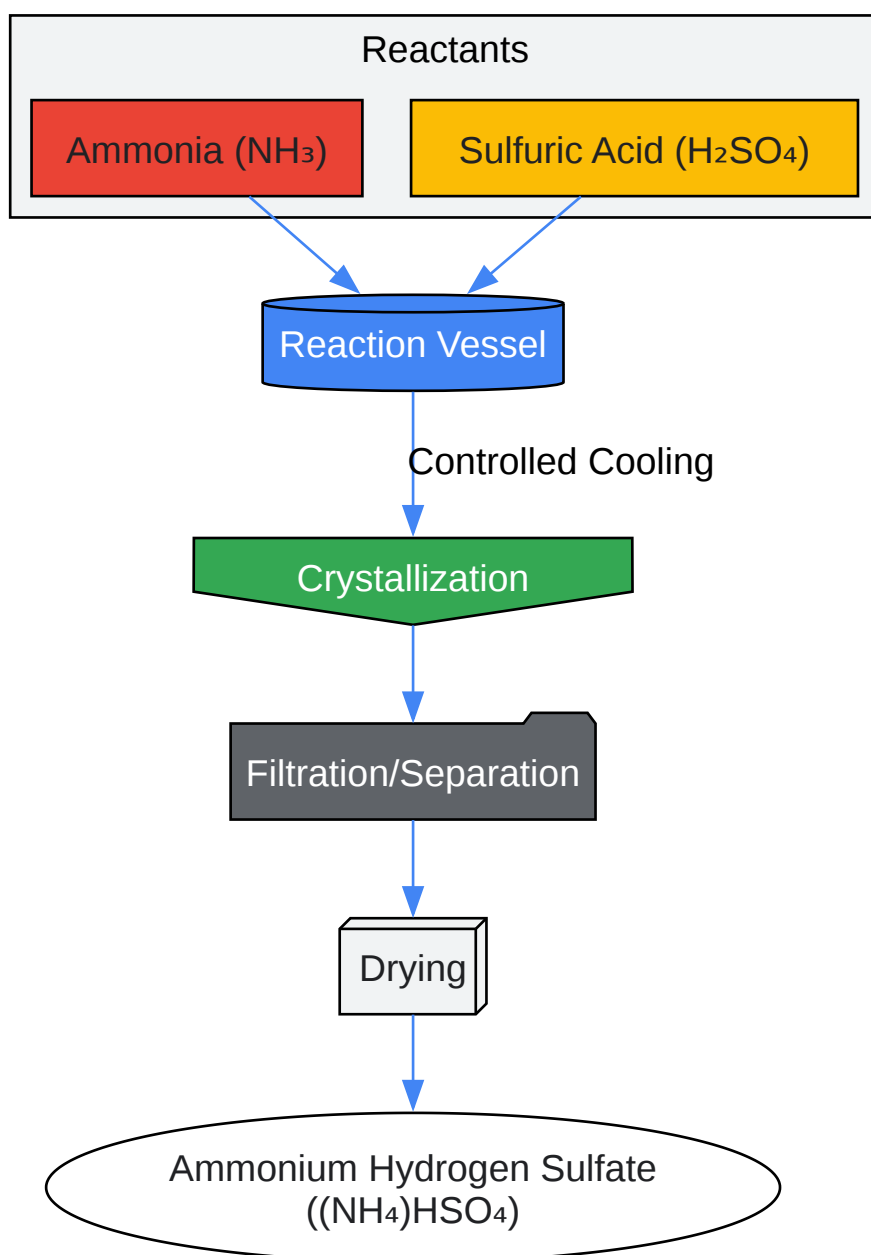 Reactants
Ammonia (NH₃)
Sulfuric Acid (H₂SO₄)
Reaction Vessel
Controlled Cooling
Crystallization
Filtration/Separation
Drying
Ammonium Hydrogen Sulfate
((NH₄)HSO₄)